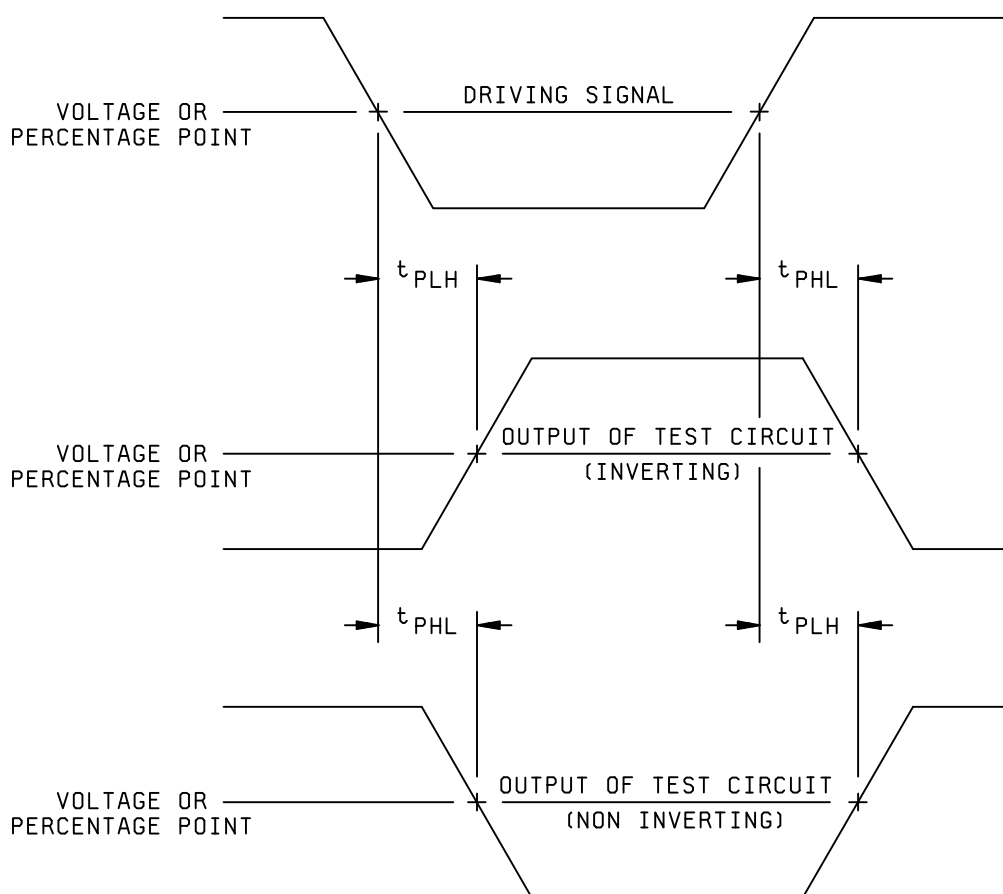 DRIVING SIGNAL
VOLTAGE OR
PERCENTAGE POINT
tPLH
tPHL
OUTPUT OF TEST CIRCUIT
VOLTAGE OR
PERCENTAGE POINT
(INVERTING)
tPHL
tPLH
OUTPUT OF TEST CIRCUIT
VOLTAGE OR
PERCENTAGE POINT
(NON INVERTING)